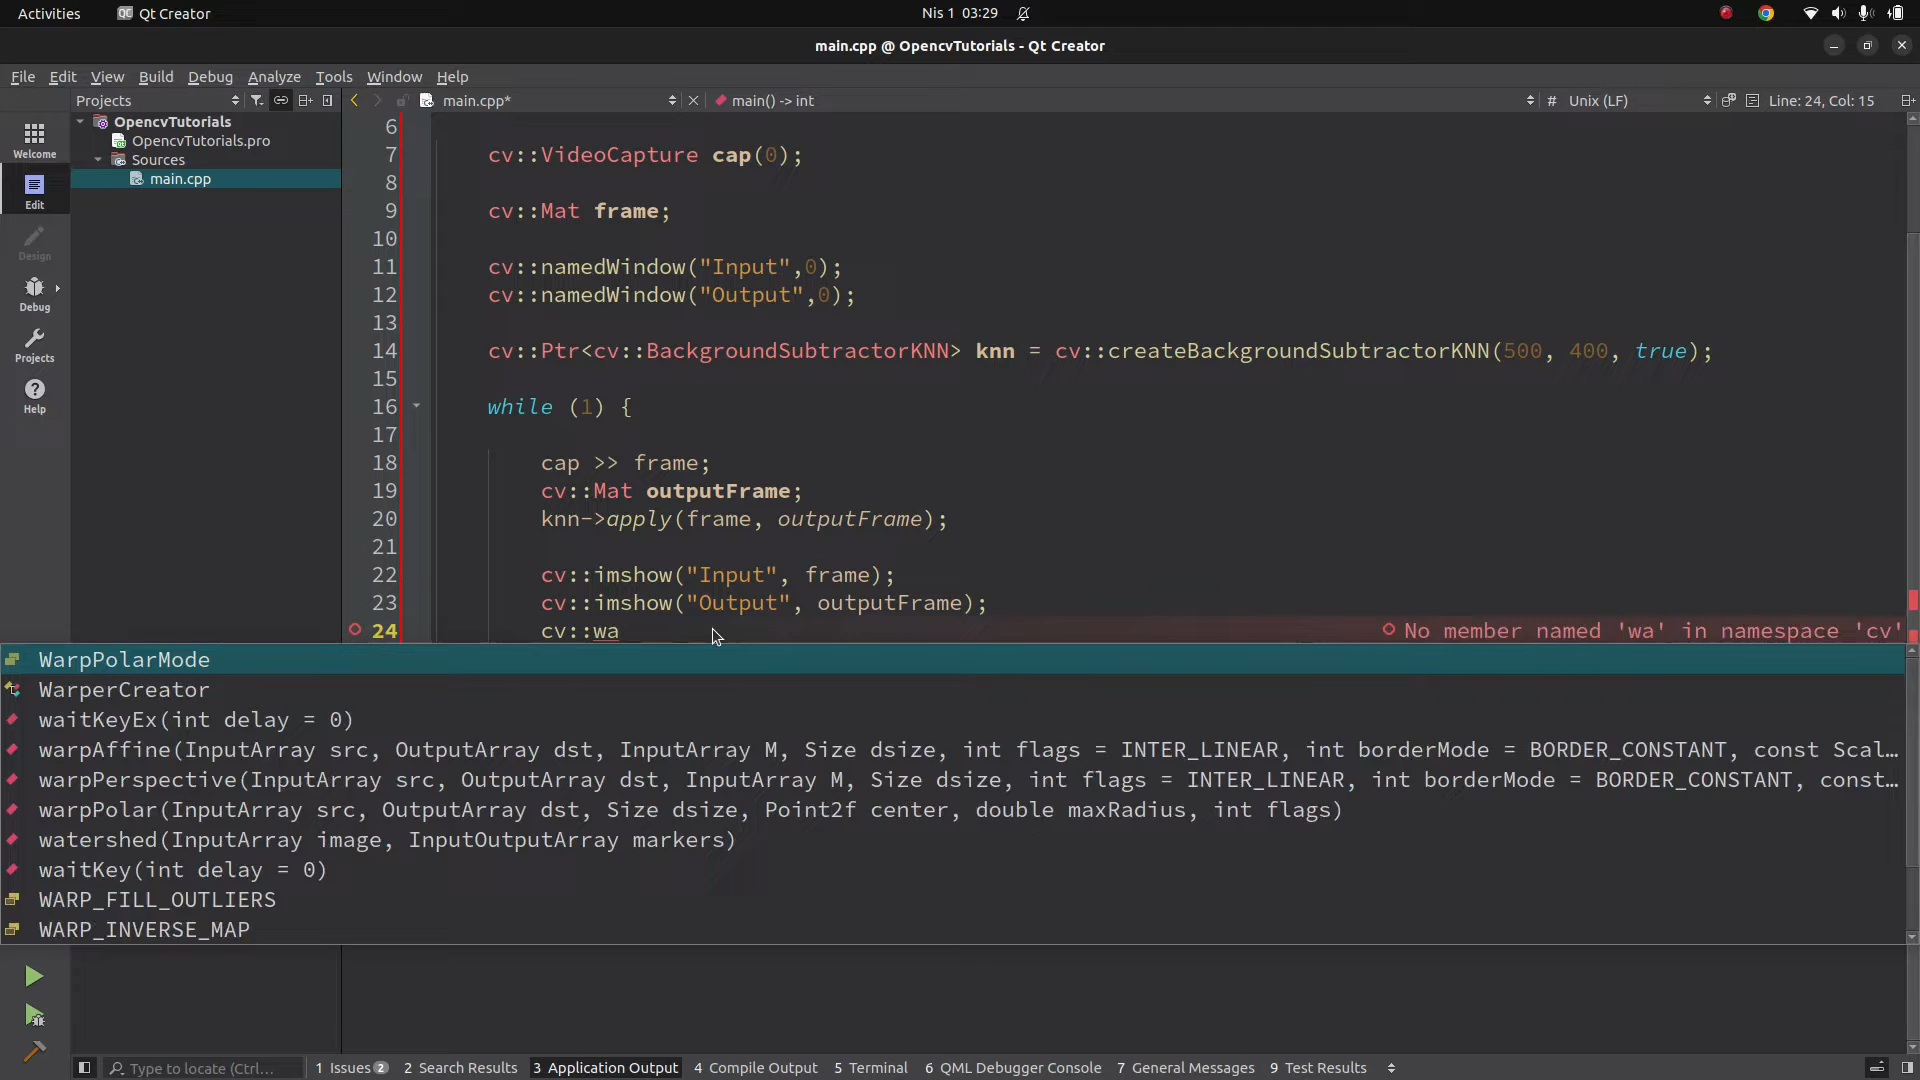 Activities Qt Creator Nis 1 03:29
main.cpp @ OpencvTutorials - Qt Creator
File Edit View Build Debug Analyze Tools Window Help
Projects main.cpp* main() -> int # Unix (LF) Line: 24, Col: 15
OpencvTutorials
OpencvTutorials.pro
Sources
main.cpp
Welcome
Edit
Design
Debug
Projects
Help
6
7 cv::VideoCapture cap(0);
8
9 cv::Mat frame;
10
11 cv::namedWindow("Input",0);
12 cv::namedWindow("Output",0);
13
14 cv::Ptr<cv::BackgroundSubtractorKNN> knn = cv::createBackgroundSubtractorKNN(500, 400, true);
15
16 while (1) {
17
18 cap >> frame;
19 cv::Mat outputFrame;
20 knn->apply(frame, outputFrame);
21
22 cv::imshow("Input", frame);
23 cv::imshow("Output", outputFrame);
24 cv::wa No member named 'wa' in namespace 'cv'
WarpPolarMode
WarperCreator
waitKeyEx(int delay = 0)
warpAffine(InputArray src, OutputArray dst, InputArray M, Size dsize, int flags = INTER_LINEAR, int borderMode = BORDER_CONSTANT, const Scal…
warpPerspective(InputArray src, OutputArray dst, InputArray M, Size dsize, int flags = INTER_LINEAR, int borderMode = BORDER_CONSTANT, const…
warpPolar(InputArray src, OutputArray dst, Size dsize, Point2f center, double maxRadius, int flags)
watershed(InputArray image, InputOutputArray markers)
waitKey(int delay = 0)
WARP_FILL_OUTLIERS
WARP_INVERSE_MAP
Type to locate (Ctrl… 1 Issues 2 2 Search Results 3 Application Output 4 Compile Output 5 Terminal 6 QML Debugger Console 7 General Messages 9 Test Results